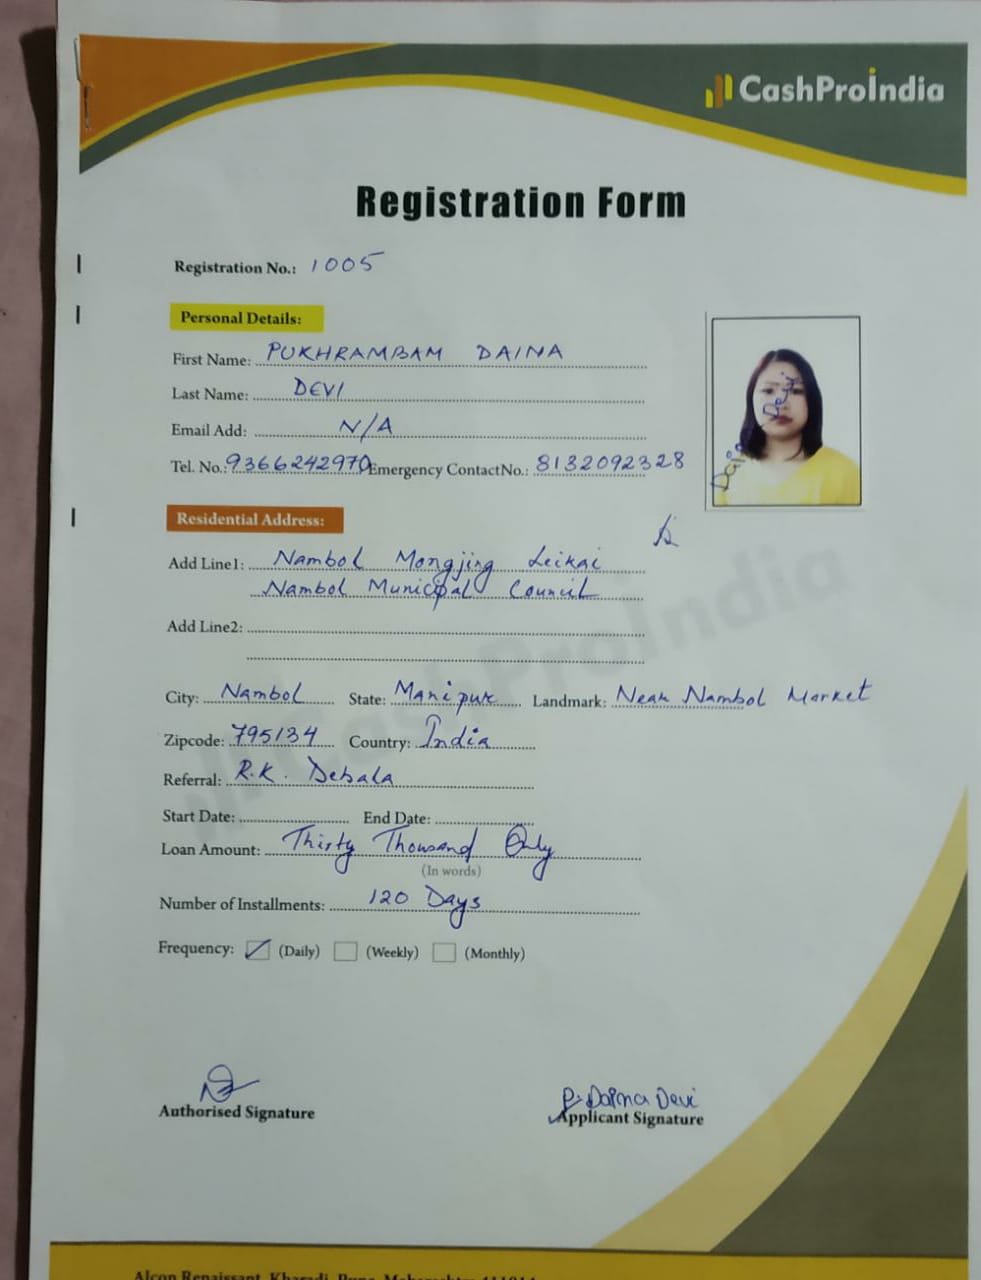 CashProIndia
Registration Form
Registration No.: 1005
Personal Details:
First Name: PUKHRAMBAM DAINA
Last Name: DEVI
Email Add: N/A
Tel. No.: 9366242970 Emergency ContactNo.: 8132092328
Residential Address:
Add Line1: Nambol Mongjing Leikai
Nambol Municipal Council
Add Line2:
City: Nambol State: Manipur Landmark: Near Nambol Market
Zipcode: 795134 Country: India
Referral: R.K. Debala
Start Date: End Date:
Loan Amount: Thirty Thousand Only
(In words)
Number of Installments: 120 Days
Frequency: (Daily) (Weekly) (Monthly)
P. Daina Devi
Authorised Signature Applicant Signature
CashProIndia
Alcon Renaissant, Kharadi, Pune, Maharashtra 411014